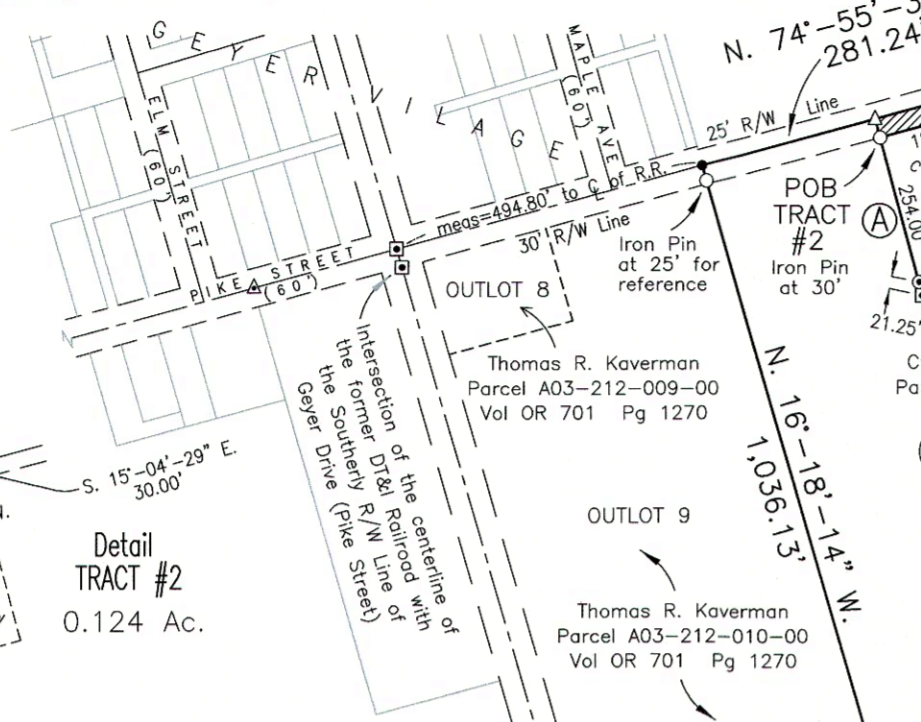 GEYER VILLAGE
ELM STREET
(60')
MAPLE AVE
(60')
N. 74°-55'-3
281.24'
25' R/W Line
meas=494.80' to ℄ of R.R.
30' R/W Line
PIKE STREET
(60')
POB
TRACT
#2
Iron Pin
at 30'
A
254.00
21.25'
Iron Pin
at 25' for
reference
OUTLOT 8
Thomas R. Kaverman
Parcel A03-212-009-00
Vol OR 701 Pg 1270
Intersection of the centerline of
the former DT&I Railroad with
the Southerly R/W Line of
Geyer Drive (Pike Street)
N. 16°-18'-14" W.
1,036.13'
S. 15°-04'-29" E.
30.00'
Detail
TRACT #2
0.124 Ac.
OUTLOT 9
Thomas R. Kaverman
Parcel A03-212-010-00
Vol OR 701 Pg 1270
C
Pa